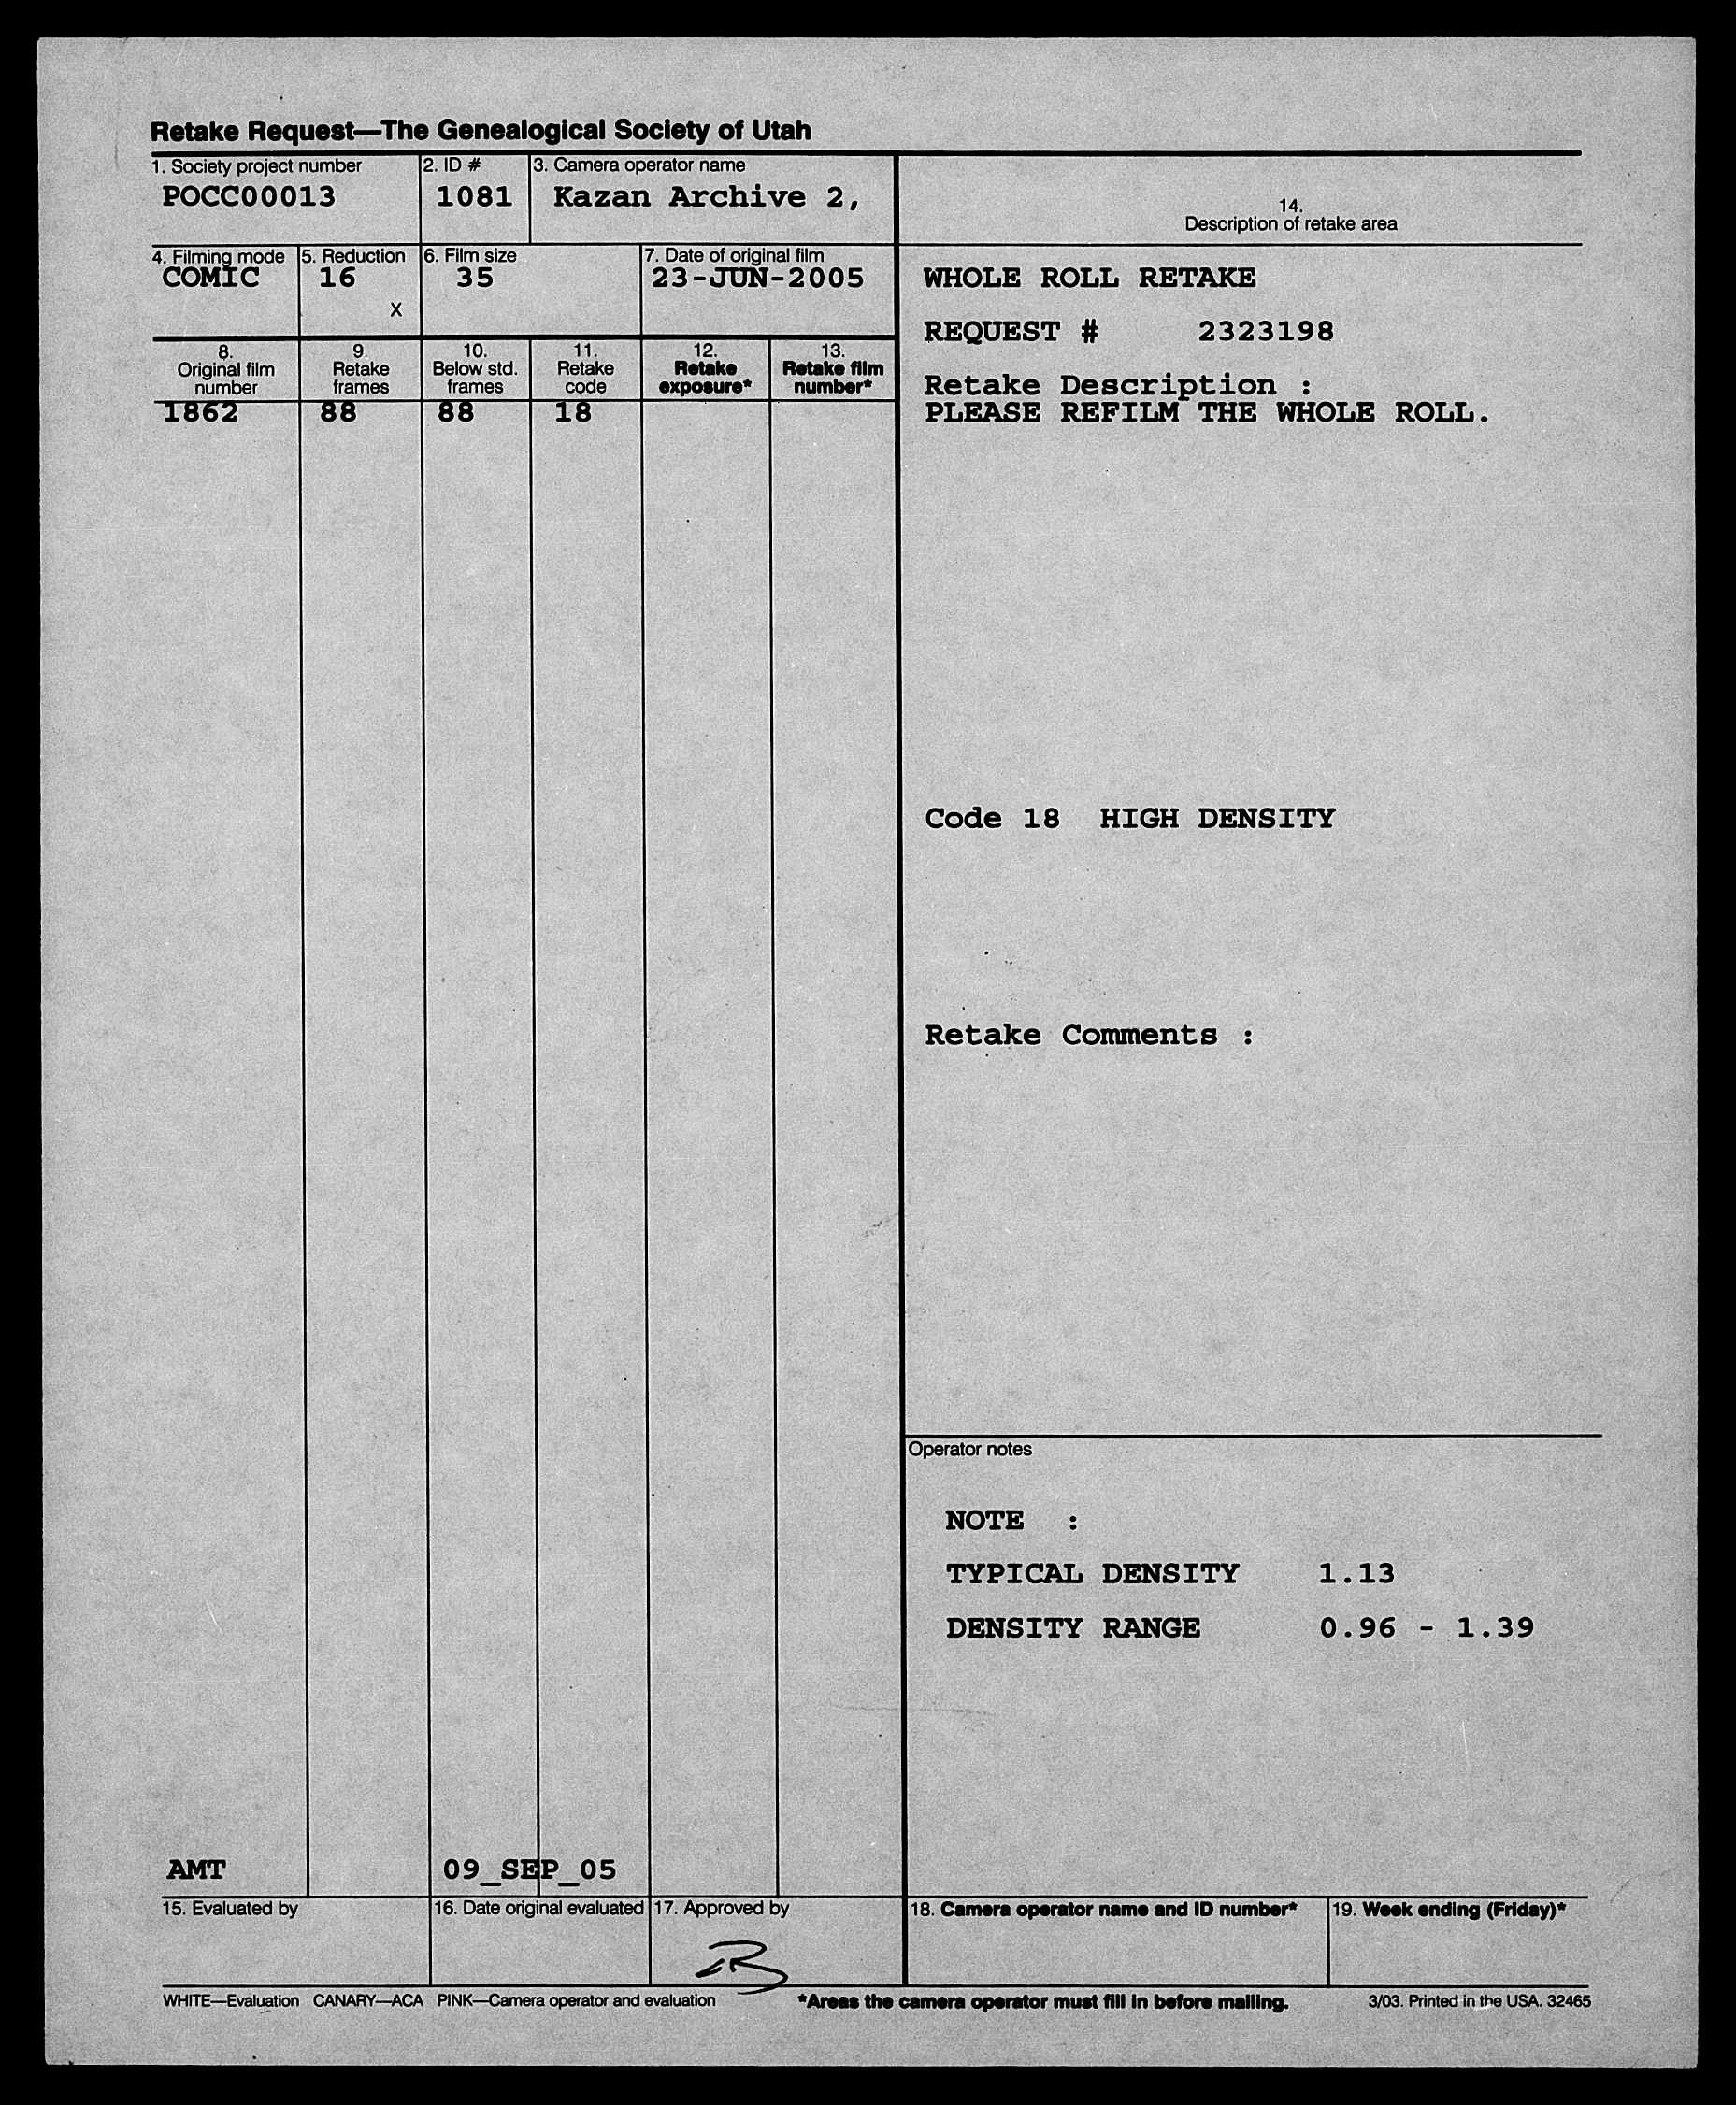 Retake Request—The Genealogical Society of Utah
1. Society project number
POCC00013
2. ID #
1081
3. Camera operator name
Kazan Archive 2,
4. Filming mode
COMIC
5. Reduction
16
X
6. Film size
35
7. Date of original film
23-JUN-2005
8. Original film number
9. Retake frames
10. Below std. frames
11. Retake code
12. Retake exposure*
13. Retake film number*
1862 88 88 18
14.
Description of retake area
WHOLE ROLL RETAKE
REQUEST # 2323198
Retake Description :
PLEASE REFILM THE WHOLE ROLL.
Code 18 HIGH DENSITY
Retake Comments :
Operator notes
NOTE :
TYPICAL DENSITY 1.13
DENSITY RANGE 0.96 - 1.39
AMT
09_SEP_05
15. Evaluated by
16. Date original evaluated
17. Approved by
18. Camera operator name and ID number*
19. Week ending (Friday)*
WHITE—Evaluation CANARY—ACA PINK—Camera operator and evaluation
*Areas the camera operator must fill in before mailing.
3/03. Printed in the USA. 32465